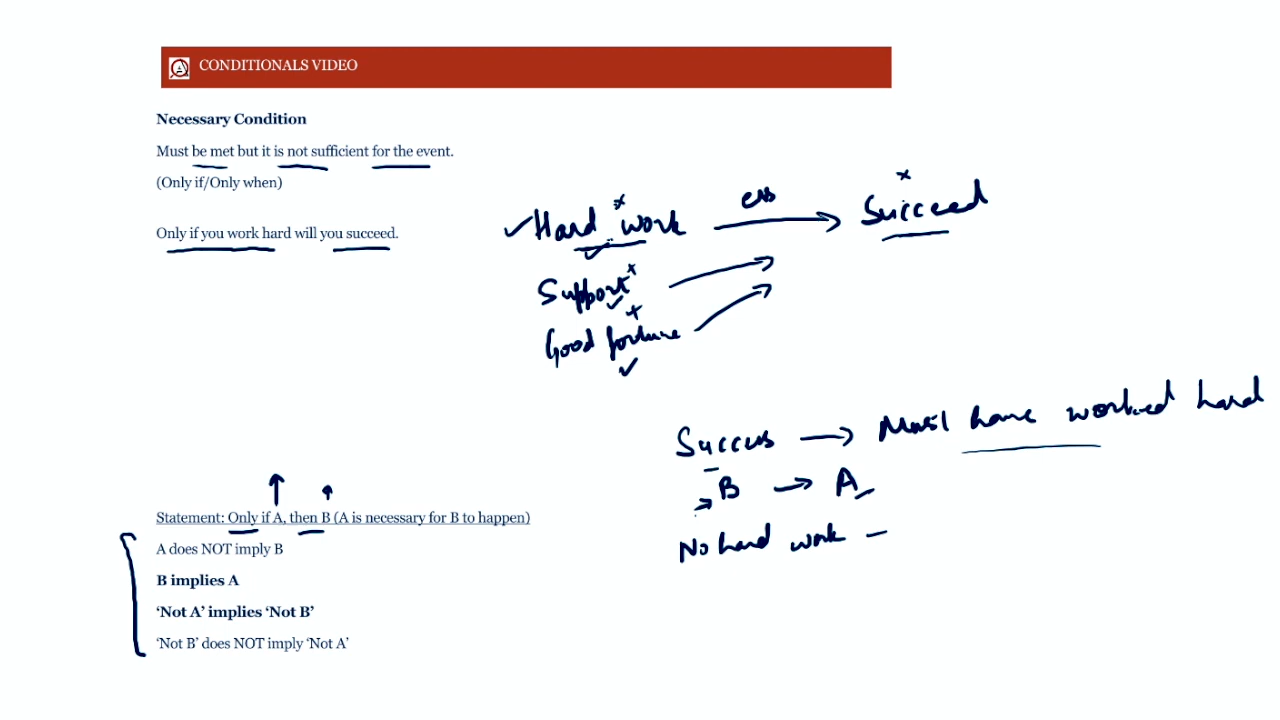 CONDITIONALS VIDEO
Necessary Condition
Must be met but it is not sufficient for the event.
(Only if/Only when)
Only if you work hard will you succeed.
Hard work → Succeed
Support
Good fortune
Success → Must have worked hard
B → A
No hard work –
Statement: Only if A, then B (A is necessary for B to happen)
A does NOT imply B
B implies A
‘Not A’ implies ‘Not B’
‘Not B’ does NOT imply ‘Not A’